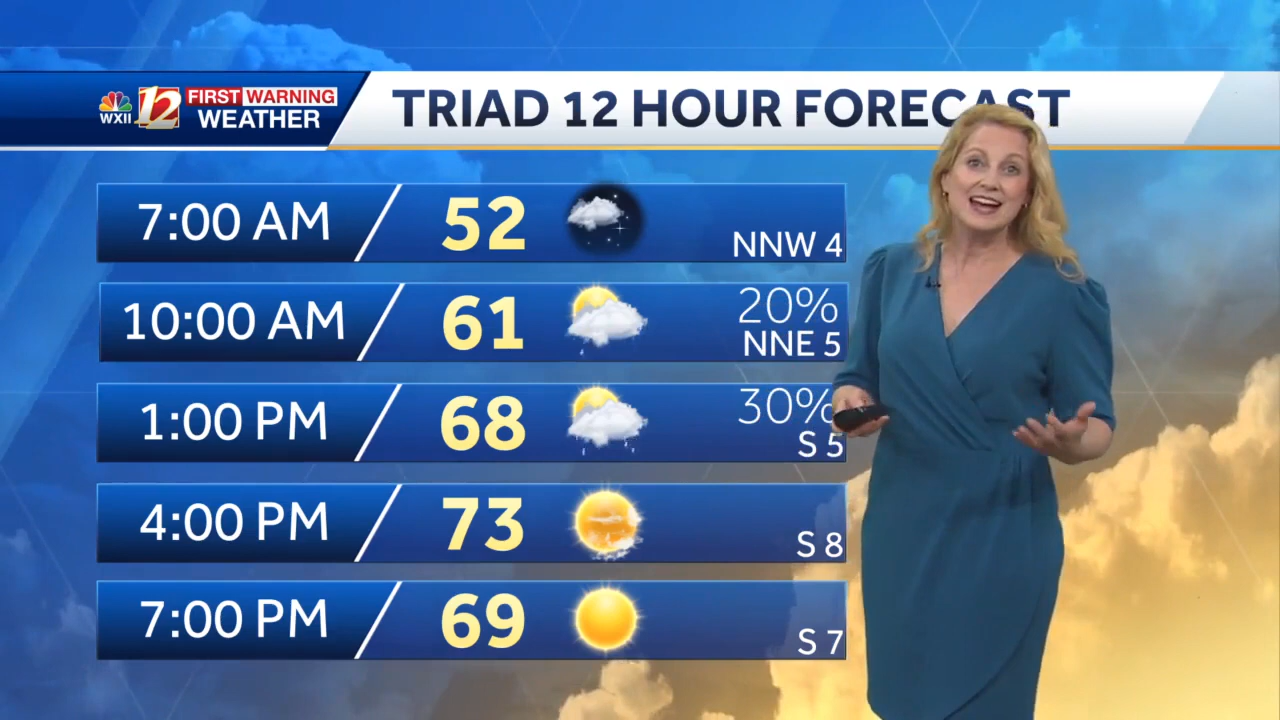 WXII 12 FIRST WARNING
WEATHER
TRIAD 12 HOUR FORECAST
7:00 AM 52 NNW 4
10:00 AM 61 20%
NNE 5
1:00 PM 68 30%
S 5
4:00 PM 73 S 8
7:00 PM 69 S 7